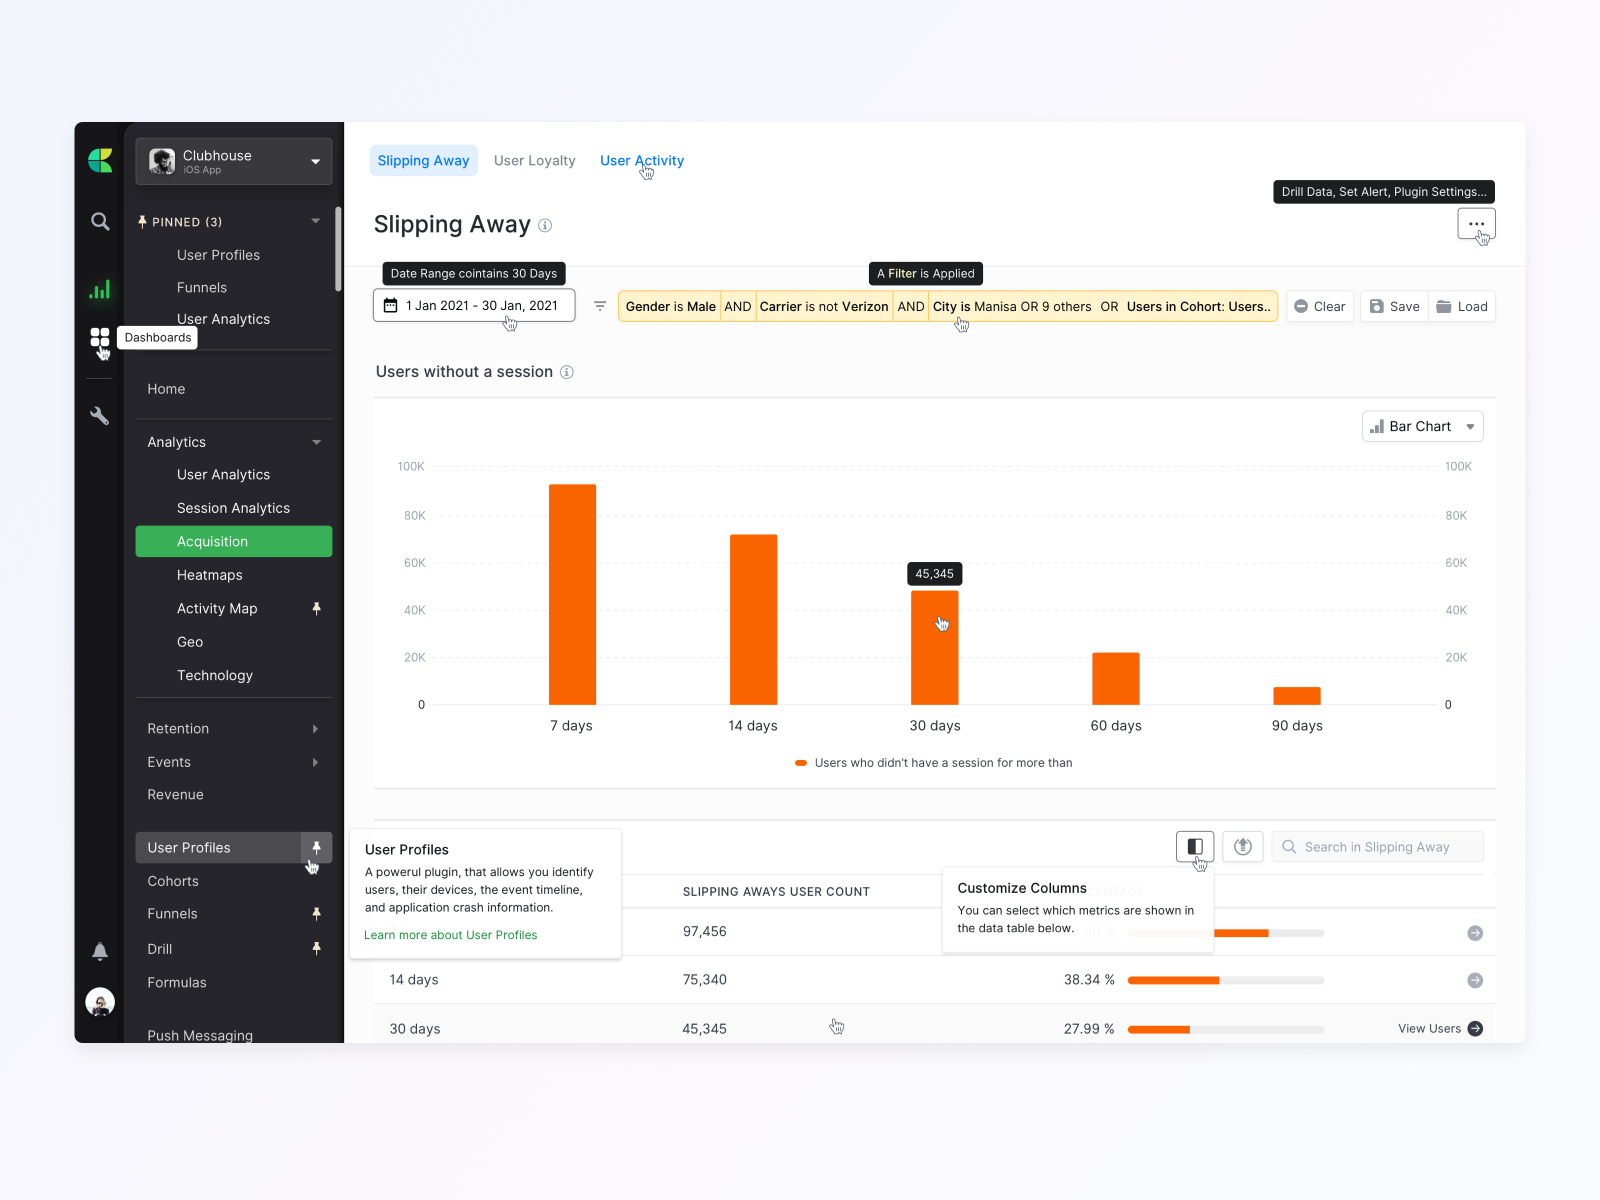 Clubhouse
iOS App
PINNED (3)
User Profiles
Funnels
User Analytics
Dashboards
Home
Analytics
User Analytics
Session Analytics
Acquisition
Heatmaps
Activity Map
Geo
Technology
Retention
Events
Revenue
User Profiles
Cohorts
Funnels
Drill
Formulas
Push Messaging
Slipping Away
User Loyalty
User Activity
Drill Data, Set Alert, Plugin Settings...
Slipping Away
Date Range cointains 30 Days
A Filter is Applied
1 Jan 2021 - 30 Jan, 2021
Gender is Male AND Carrier is not Verizon AND City is Manisa OR 9 others OR Users in Cohort: Users..
Clear
Save
Load
Users without a session
Bar Chart
100K 100K
80K 80K
60K 60K
45,345
40K 40K
20K 20K
0 0
7 days 14 days 30 days 60 days 90 days
Users who didn't have a session for more than
Search in Slipping Away
User Profiles
A powerul plugin, that allows you identify
users, their devices, the event timeline,
and application crash information.
Learn more about User Profiles
SLIPPING AWAYS USER COUNT
Customize Columns
You can select which metrics are shown in
the data table below.
97,456
14 days 75,340 38.34 %
30 days 45,345 27.99 % View Users